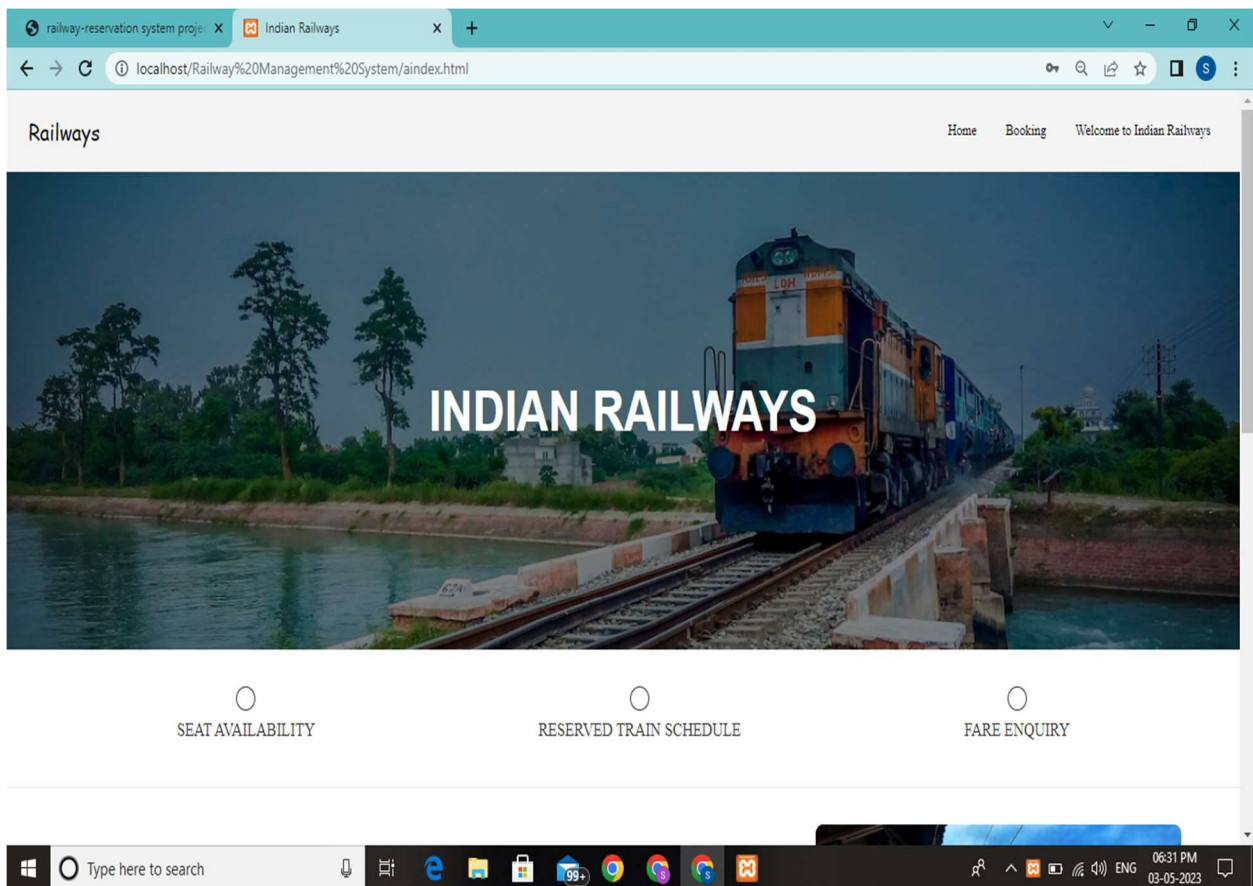 railway-reservation system projec
Indian Railways
localhost/Railway%20Management%20System/aindex.html
S
Railways
Home Booking Welcome to Indian Railways
LDH
INDIAN RAILWAYS
SEAT AVAILABILITY RESERVED TRAIN SCHEDULE FARE ENQUIRY
Type here to search
99+
S
S
ENG
06:31 PM
03-05-2023